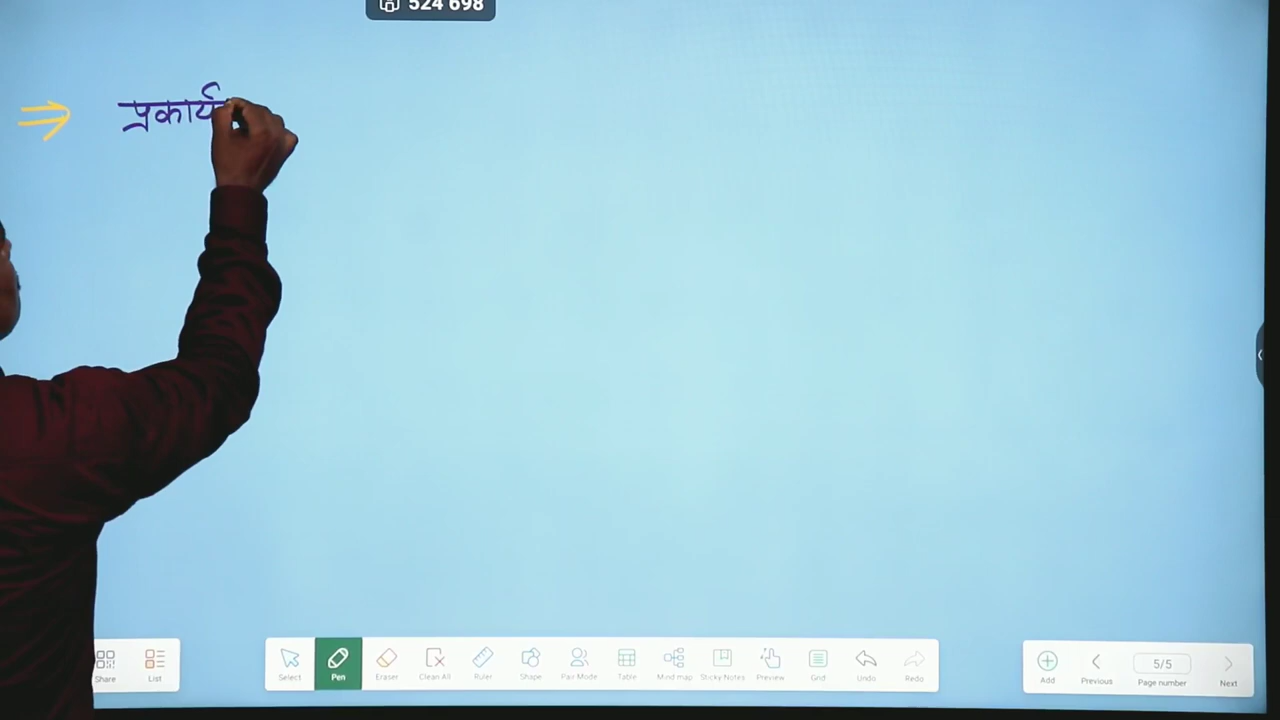 524 698
⇒ प्रकार्य
Share
List
Select
Pen
Eraser
Clean All
Ruler
Shape
Pair Mode
Table
Mind map
Sticky Notes
Preview
Grid
Undo
Redo
Add
Previous
5/5
Page number
Next